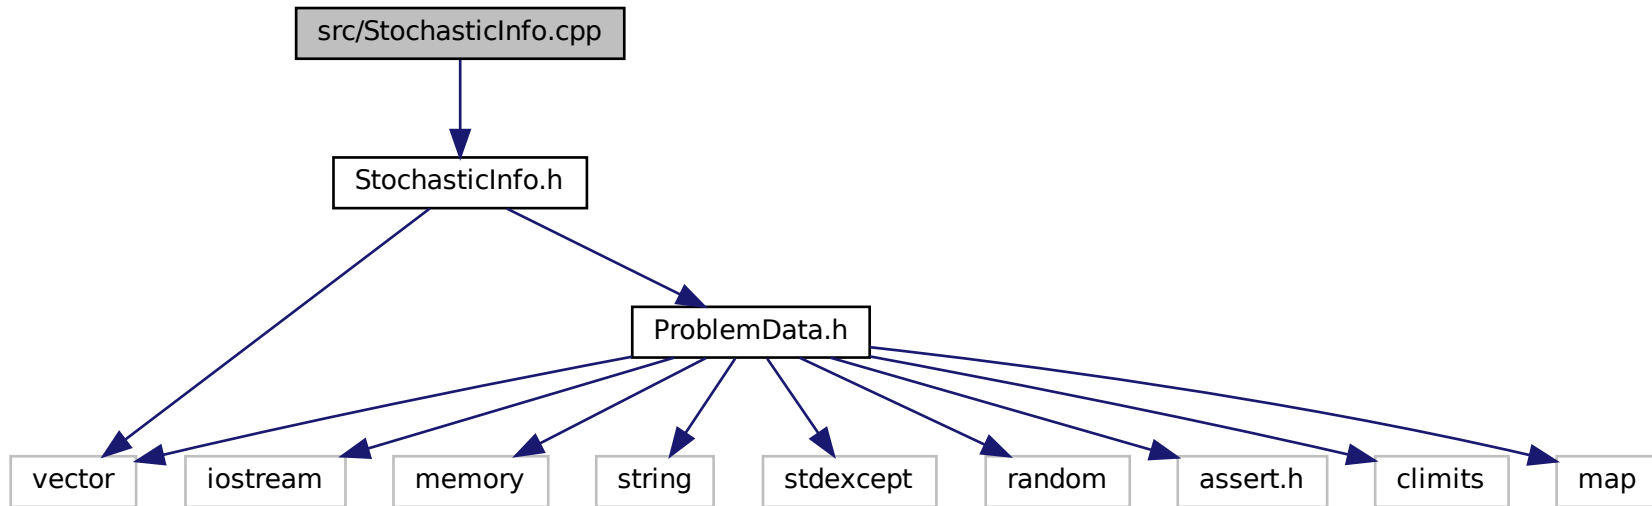 src/StochasticInfo.cpp
StochasticInfo.h
ProblemData.h
vector
iostream
memory
string
stdexcept
random
assert.h
climits
map